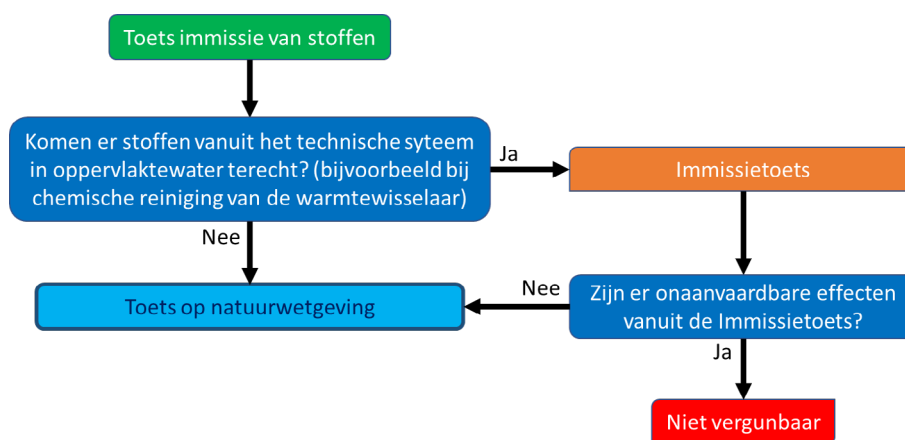 Toets immissie van stoffen
Komen er stoffen vanuit het technische syteem
in oppervlaktewater terecht? (bijvoorbeeld bij
chemische reiniging van de warmtewisselaar)
Ja
Immissietoets
Nee
Toets op natuurwetgeving
Nee
Zijn er onaanvaardbare effecten
vanuit de Immissietoets?
Ja
Niet vergunbaar